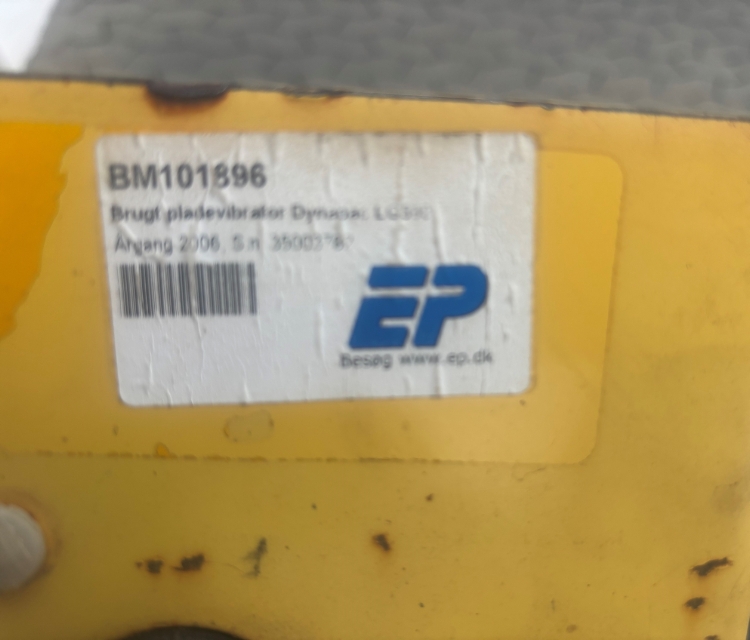 BM101896
Brugt pladevibrator Dynapac
Årgang 2006, S.n.
EP
Besøg www.ep.dk